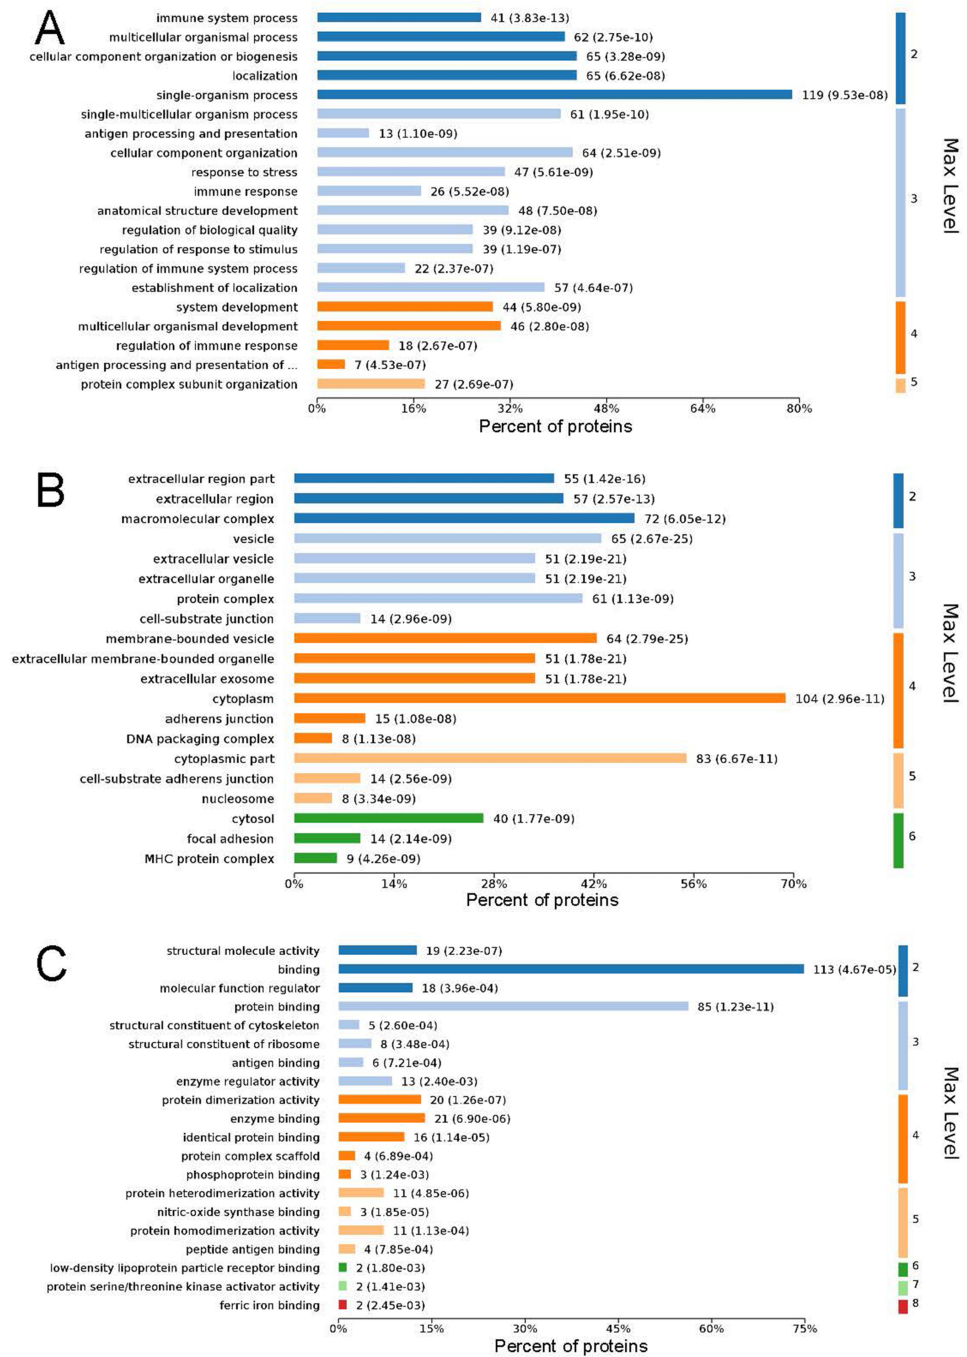 A
immune system process 41 (3.83e-13)
multicellular organismal process 62 (2.75e-10)
cellular component organization or biogenesis 65 (3.28e-09)
localization 65 (6.62e-08)
single-organism process 119 (9.53e-08)
2
single-multicellular organism process 61 (1.95e-10)
antigen processing and presentation 13 (1.10e-09)
cellular component organization 64 (2.51e-09)
response to stress 47 (5.61e-09)
immune response 26 (5.52e-08)
anatomical structure development 48 (7.50e-08)
regulation of biological quality 39 (9.12e-08)
regulation of response to stimulus 39 (1.19e-07)
regulation of immune system process 22 (2.37e-07)
establishment of localization 57 (4.64e-07)
3
system development 44 (5.80e-09)
multicellular organismal development 46 (2.80e-08)
regulation of immune response 18 (2.67e-07)
antigen processing and presentation of ... 7 (4.53e-07)
4
protein complex subunit organization 27 (2.69e-07)
5
Max Level
0% 16% 32% 48% 64% 80%
Percent of proteins
B
extracellular region part 55 (1.42e-16)
extracellular region 57 (2.57e-13)
macromolecular complex 72 (6.05e-12)
2
vesicle 65 (2.67e-25)
extracellular vesicle 51 (2.19e-21)
extracellular organelle 51 (2.19e-21)
protein complex 61 (1.13e-09)
cell-substrate junction 14 (2.96e-09)
3
membrane-bounded vesicle 64 (2.79e-25)
extracellular membrane-bounded organelle 51 (1.78e-21)
extracellular exosome 51 (1.78e-21)
cytoplasm 104 (2.96e-11)
adherens junction 15 (1.08e-08)
DNA packaging complex 8 (1.13e-08)
4
cytoplasmic part 83 (6.67e-11)
cell-substrate adherens junction 14 (2.56e-09)
nucleosome 8 (3.34e-09)
5
cytosol 40 (1.77e-09)
focal adhesion 14 (2.14e-09)
MHC protein complex 9 (4.26e-09)
6
Max Level
0% 14% 28% 42% 56% 70%
Percent of proteins
C
structural molecule activity 19 (2.23e-07)
binding 113 (4.67e-05)
molecular function regulator 18 (3.96e-04)
2
protein binding 85 (1.23e-11)
structural constituent of cytoskeleton 5 (2.60e-04)
structural constituent of ribosome 8 (3.48e-04)
antigen binding 6 (7.21e-04)
enzyme regulator activity 13 (2.40e-03)
3
protein dimerization activity 20 (1.26e-07)
enzyme binding 21 (6.90e-06)
identical protein binding 16 (1.14e-05)
protein complex scaffold 4 (6.89e-04)
phosphoprotein binding 3 (1.24e-03)
4
protein heterodimerization activity 11 (4.85e-06)
nitric-oxide synthase binding 3 (1.85e-05)
protein homodimerization activity 11 (1.13e-04)
peptide antigen binding 4 (7.85e-04)
5
low-density lipoprotein particle receptor binding 2 (1.80e-03)
6
protein serine/threonine kinase activator activity 2 (1.41e-03)
7
ferric iron binding 2 (2.45e-03)
8
Max Level
0% 15% 30% 45% 60% 75%
Percent of proteins